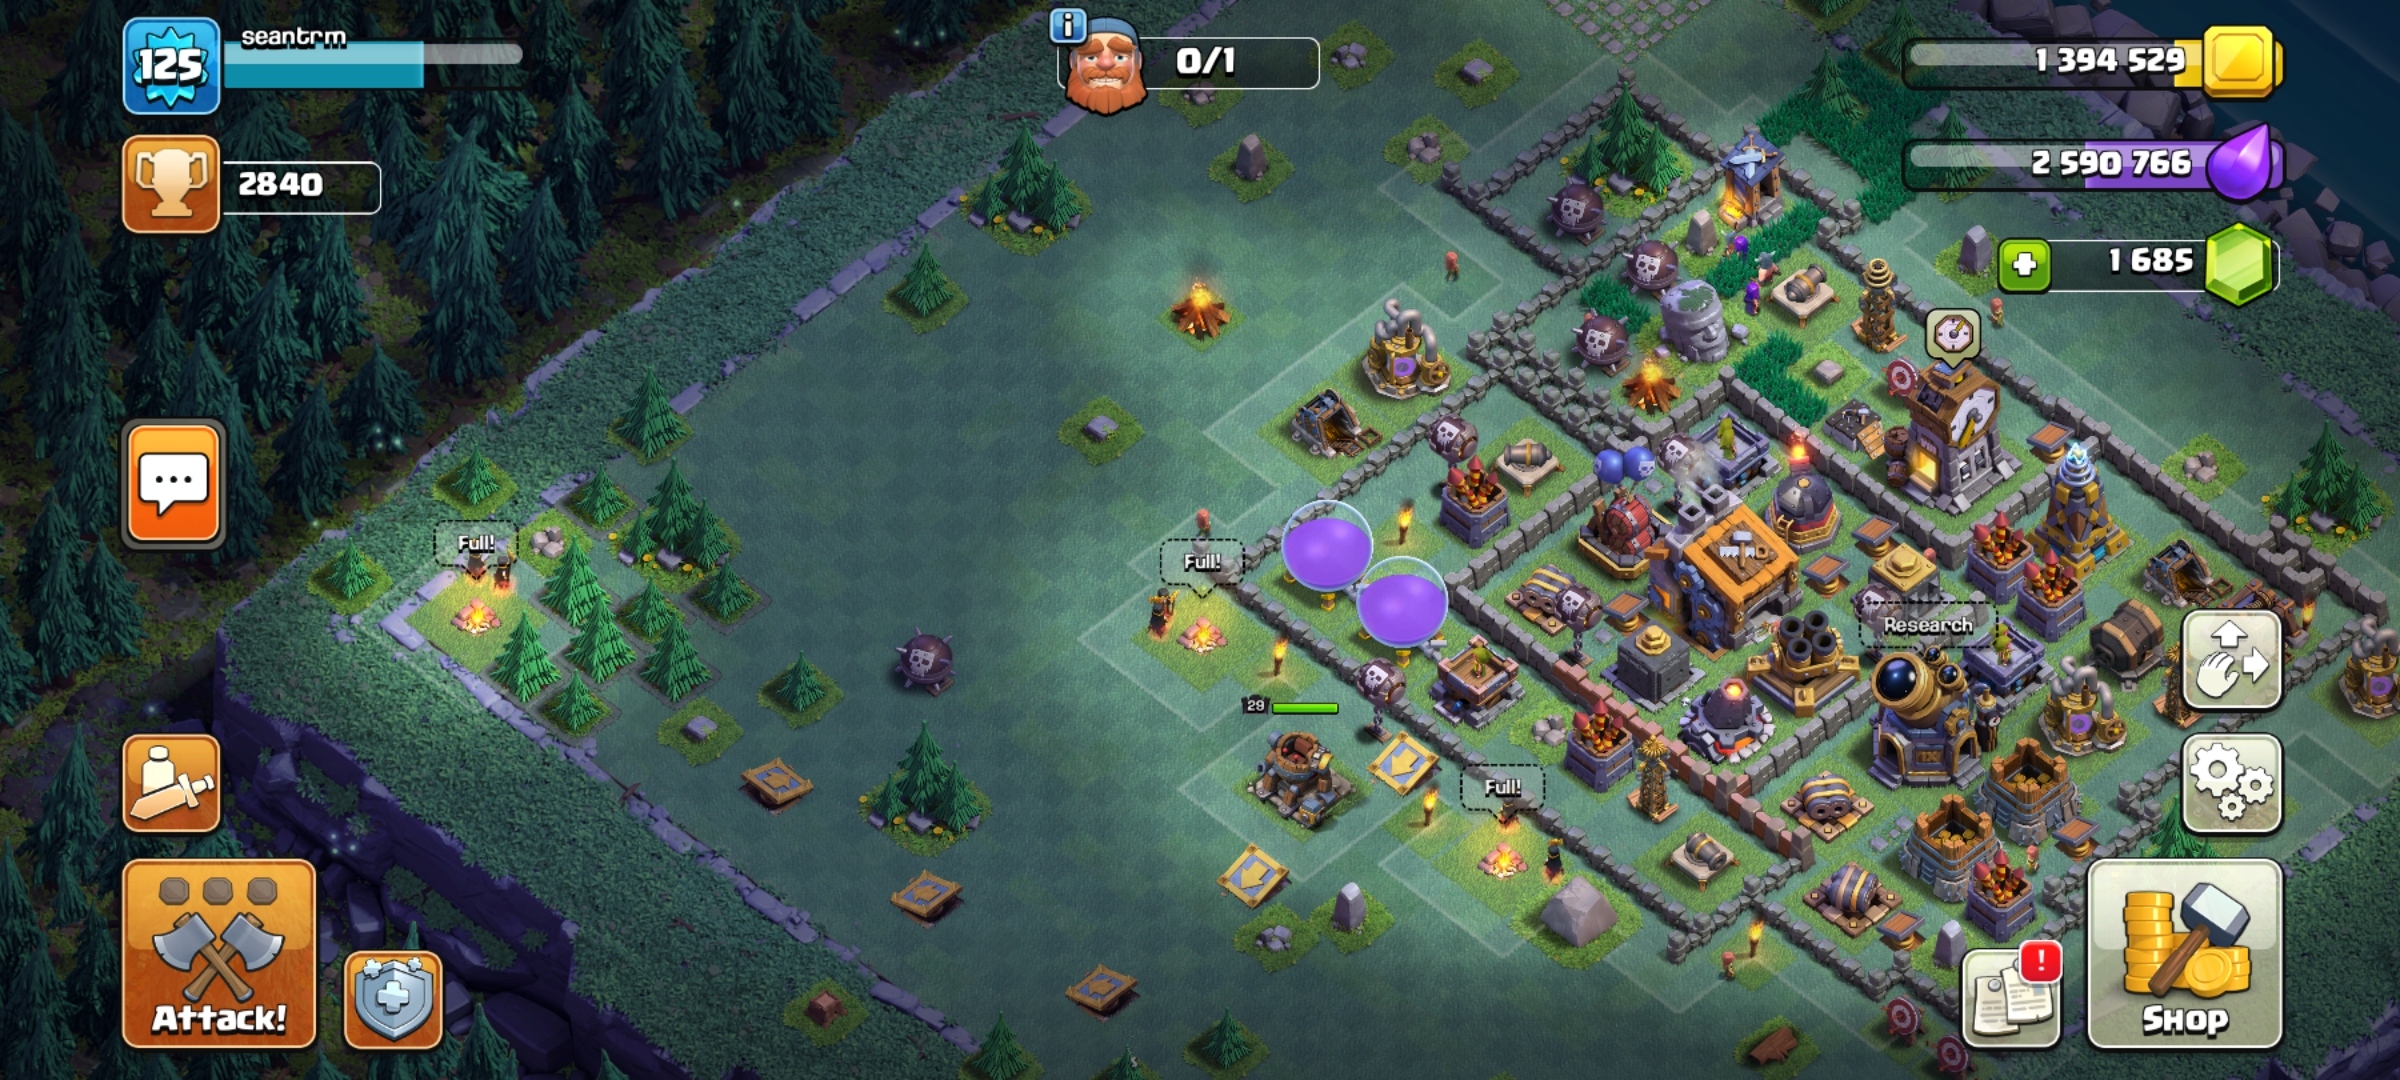 125
seantrm
i
0/1
1 394 529
2840
2 590 766
1 685
Full!
Full!
Research
29
Full!
Attack!
!
Shop